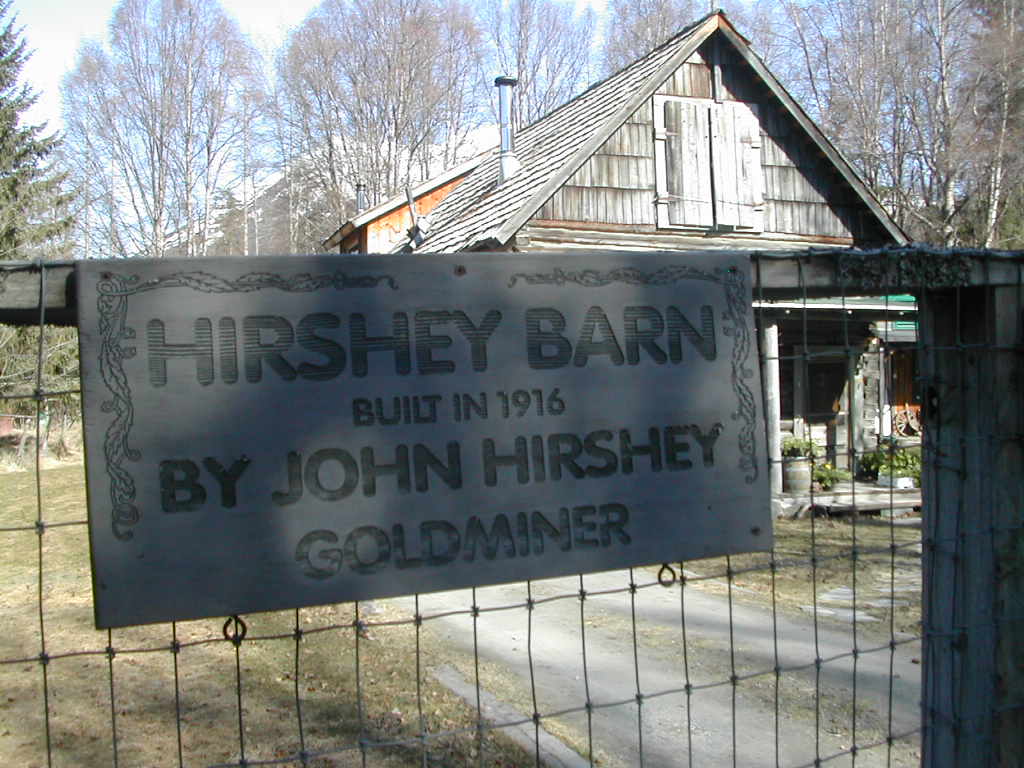 HIRSHEY BARN
BUILT IN 1916
BY JOHN HIRSHEY
GOLDMINER